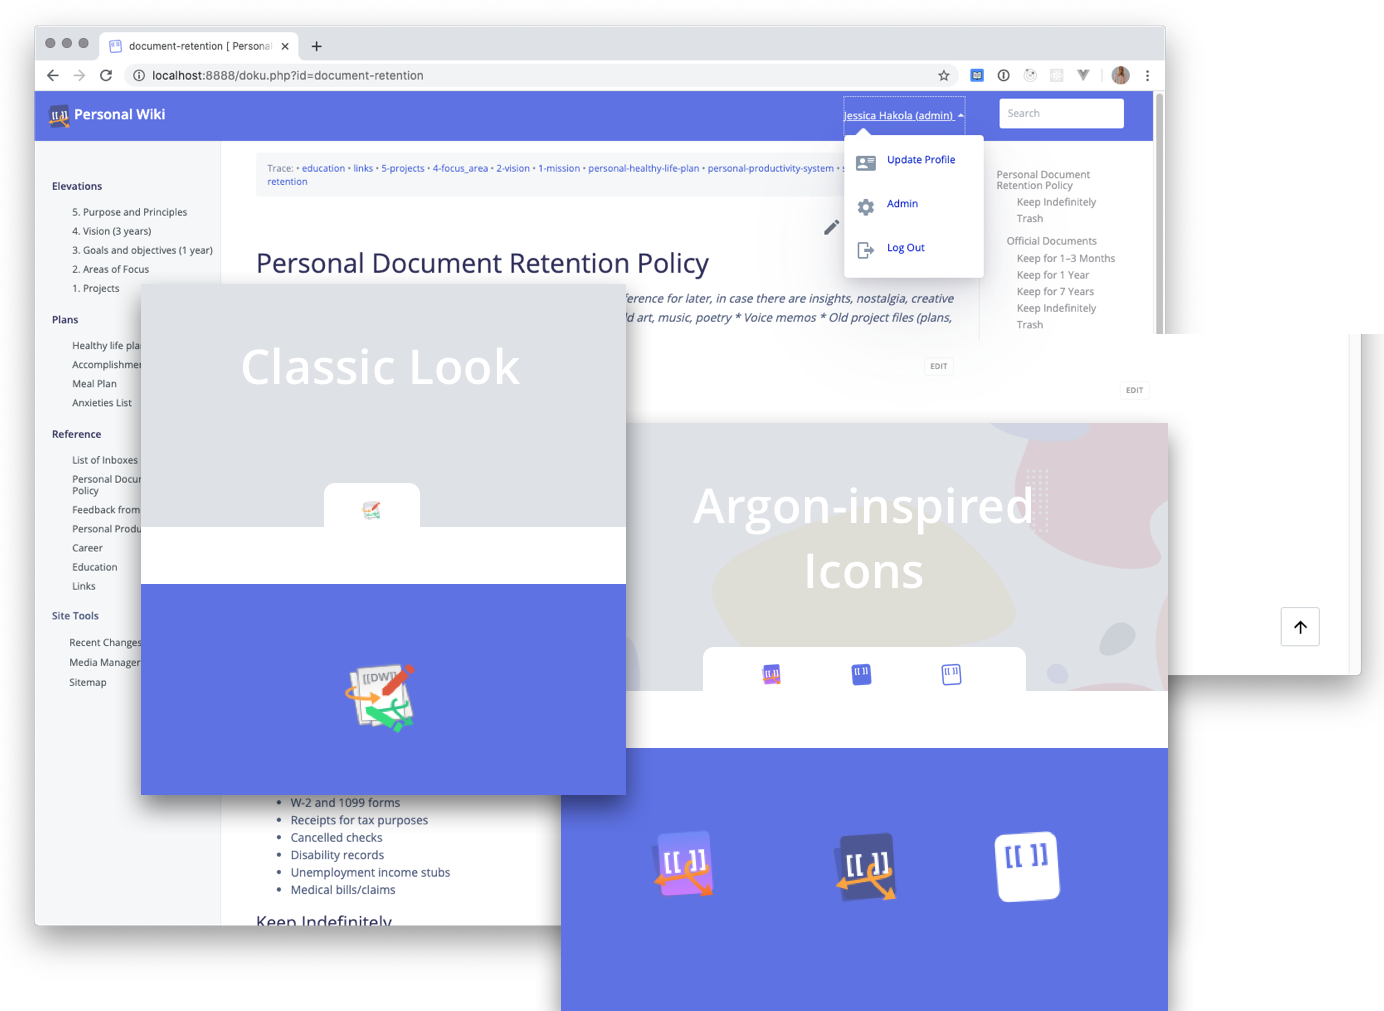 document-retention [ Personal
localhost:8888/doku.php?id=document-retention
Personal Wiki
Jessica Hakola (admin)
Search
Update Profile
Admin
Log Out
Trace: • education • links • 5-projects • 4-focus_area • 2-vision • 1-mission • personal-healthy-life-plan • personal-productivity-system •
retention
Elevations
5. Purpose and Principles
4. Vision (3 years)
3. Goals and objectives (1 year)
2. Areas of Focus
1. Projects
Plans
Healthy life
Meal Plan
Anxieties List
Reference
List of Inboxes
Personal
Policy
Feedback from
Personal
Career
Education
Links
Site Tools
Recent Changes
Media Manager
Sitemap
Personal Document Retention Policy
for later, in case there are insights, nostalgia, creative
art, music, poetry * Voice memos * Old project files (plans,
EDIT
EDIT
Personal Document
Retention Policy
Keep Indefinitely
Trash
Official Documents
Keep for 1–3 Months
Keep for 1 Year
Keep for 7 Years
Keep Indefinitely
Trash
Classic Look
[[DW]]
Argon-inspired
Icons
[[ ]]
[[ ]]
[[ ]]
[[ ]]
[[ ]]
• W-2 and 1099 forms
• Receipts for tax purposes
• Cancelled checks
• Disability records
• Unemployment income stubs
• Medical bills/claims
Keep Indefinitely